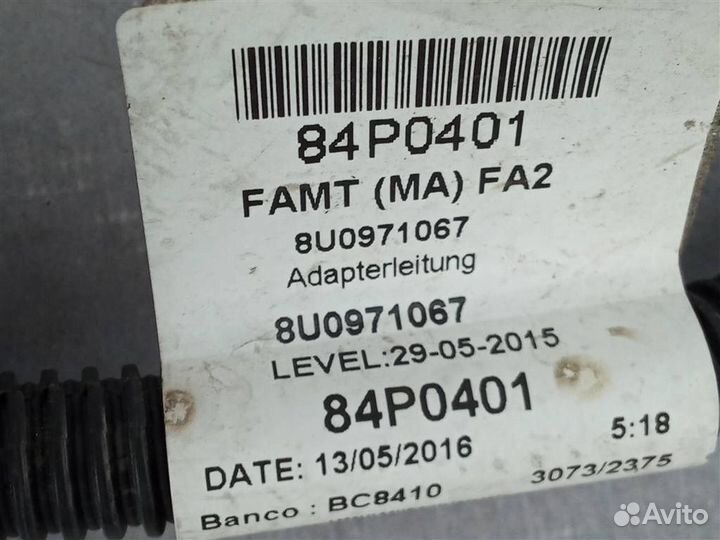 84P0401
FAMT (MA) FA2
8U0971067
Adapterleitung
8U0971067
LEVEL:29-05-2015
84P0401
DATE: 13/05/2016 5:18
Banco : BC8410 3073/2375
Avito